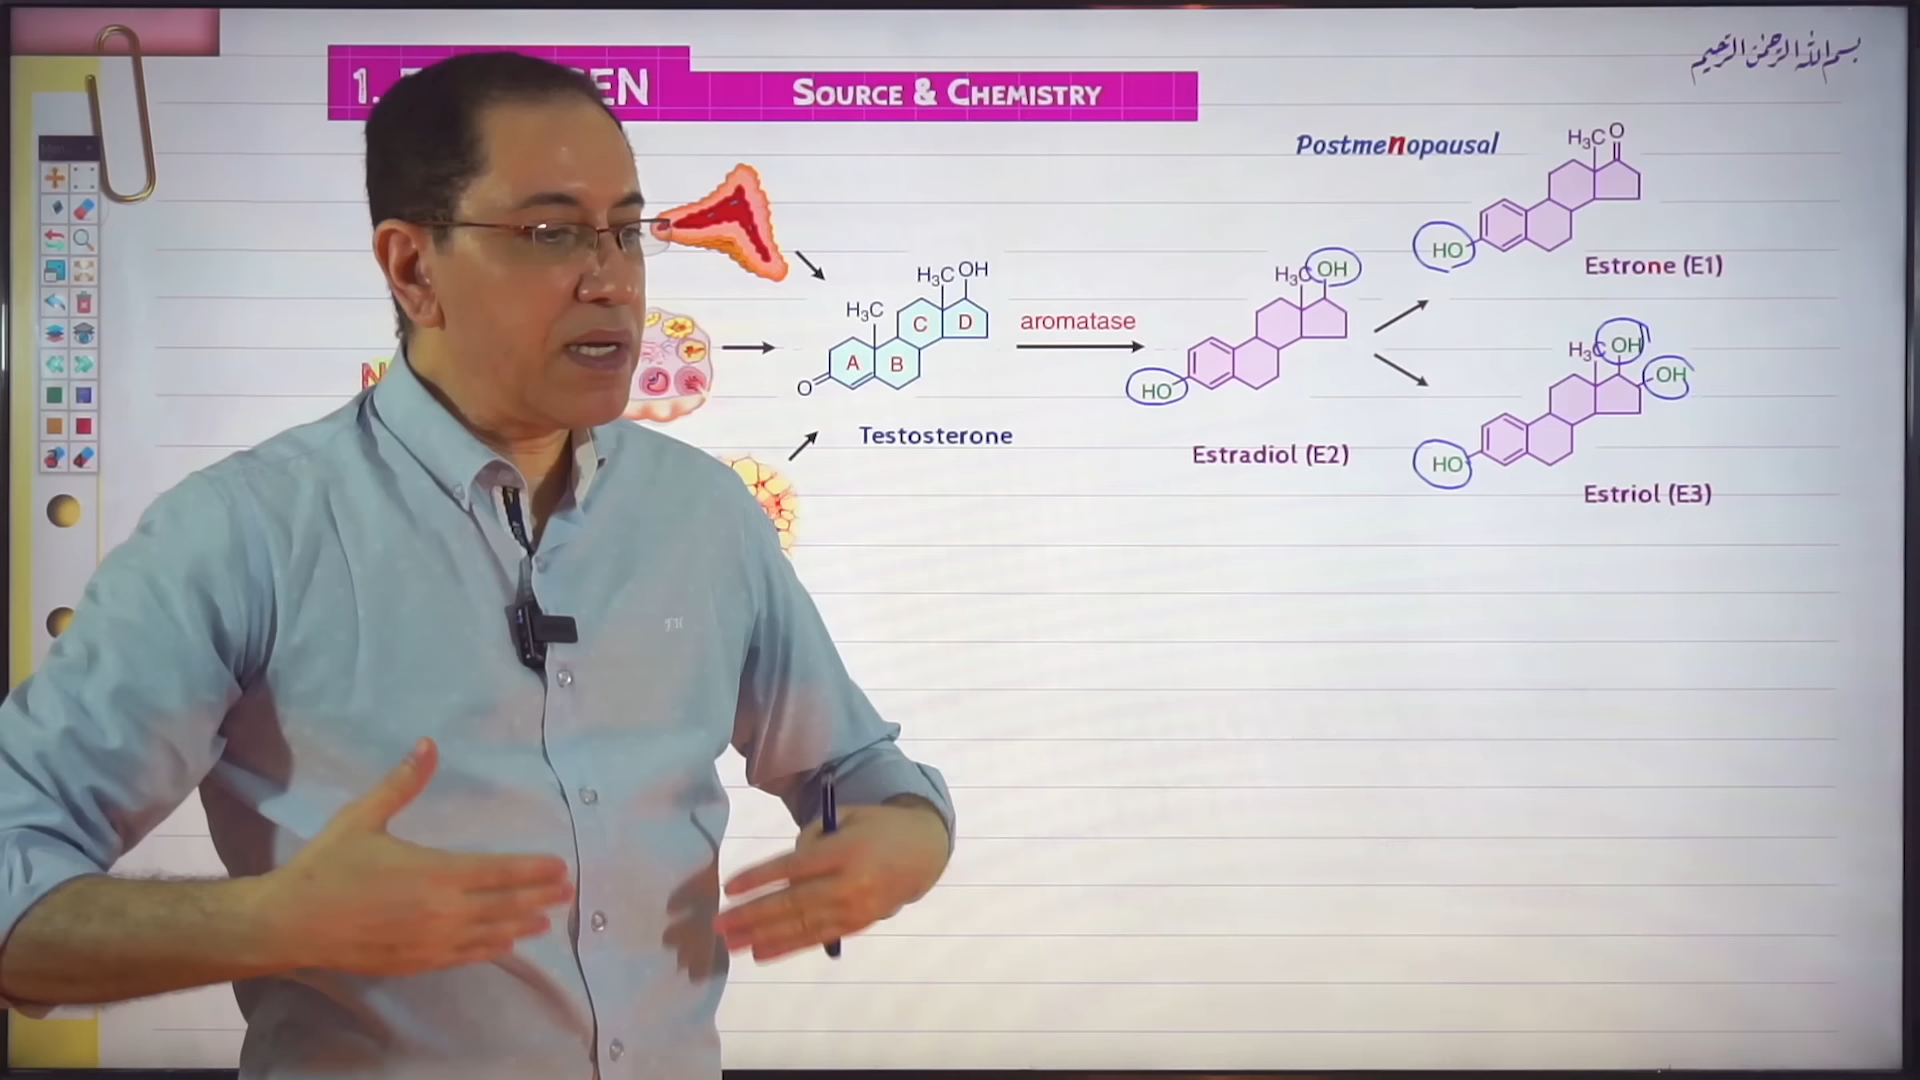 بسم الله الرحمن الرحيم
1.
EN
SOURCE & CHEMISTRY
Postmenopausal
H₃C O
HO
Estrone (E1)
H₃C OH
H₃C
A B C D
O
Testosterone
aromatase
H₃C OH
HO
Estradiol (E2)
H₃C OH
OH
HO
Estriol (E3)
N